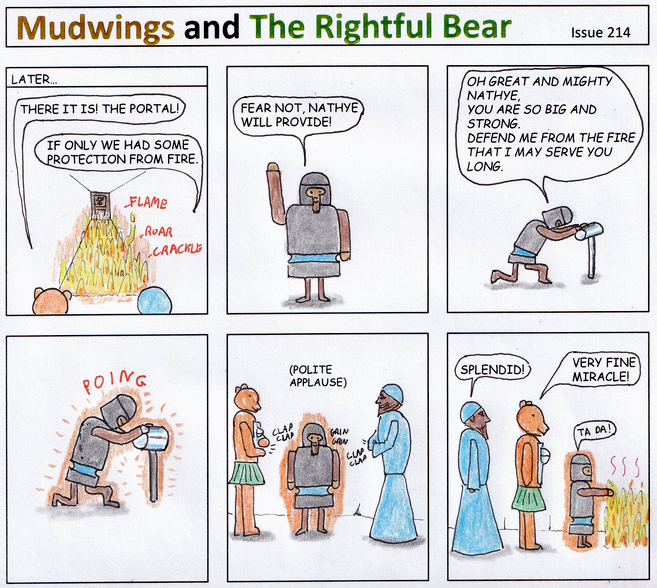 Mudwings and The Rightful Bear
Issue 214
LATER...
THERE IT IS! THE PORTAL!
IF ONLY WE HAD SOME
PROTECTION FROM FIRE.
FLAME
ROAR
CRACKLE
FEAR NOT, NATHYE
WILL PROVIDE!
OH GREAT AND MIGHTY
NATHYE,
YOU ARE SO BIG AND
STRONG.
DEFEND ME FROM THE FIRE
THAT I MAY SERVE YOU
LONG.
POING
(POLITE
APPLAUSE)
CLAP
CLAP
GRIN
GRIN
CLAP
CLAP
SPLENDID!
VERY FINE
MIRACLE!
TA DA!